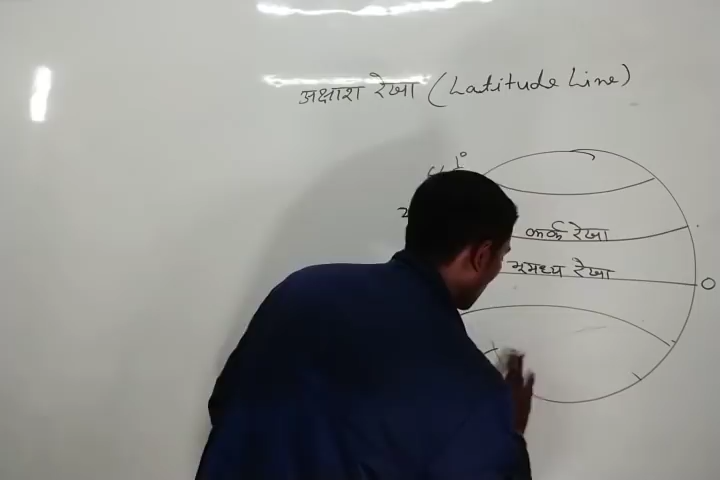 अक्षाश रेखा (Latitude Line)
कर्क रेखा
भूमध्य रेखा
0